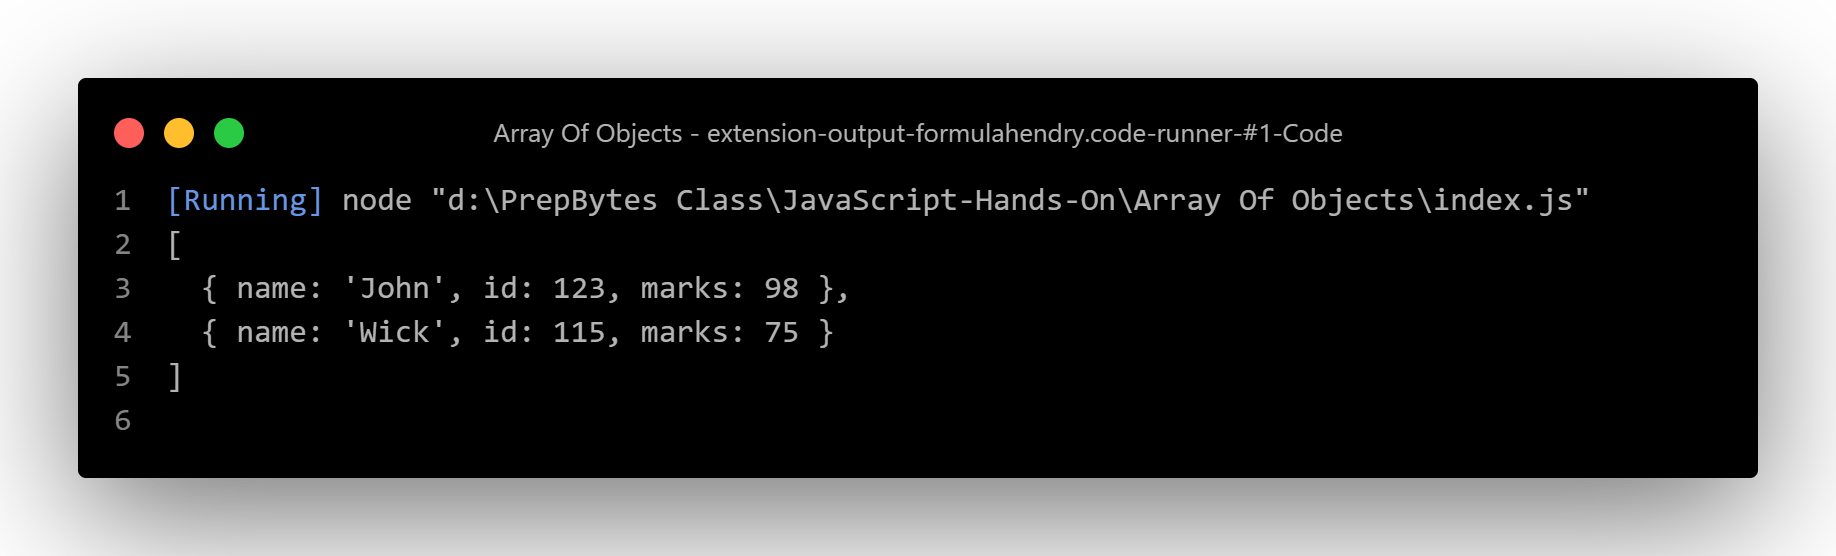 Array Of Objects - extension-output-formulahendry.code-runner-#1-Code
1 [Running] node "d:\PrepBytes Class\JavaScript-Hands-On\Array Of Objects\index.js"
2 [
3   { name: 'John', id: 123, marks: 98 },
4   { name: 'Wick', id: 115, marks: 75 }
5 ]
6